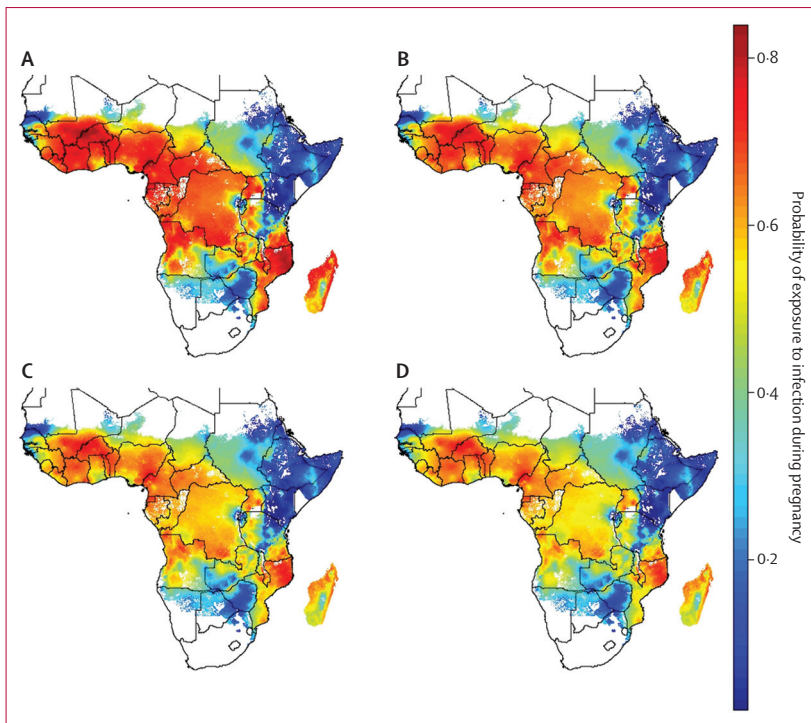 A
B
C
D
0·8
0·6
0·4
0·2
Probability of exposure to infection during pregnancy